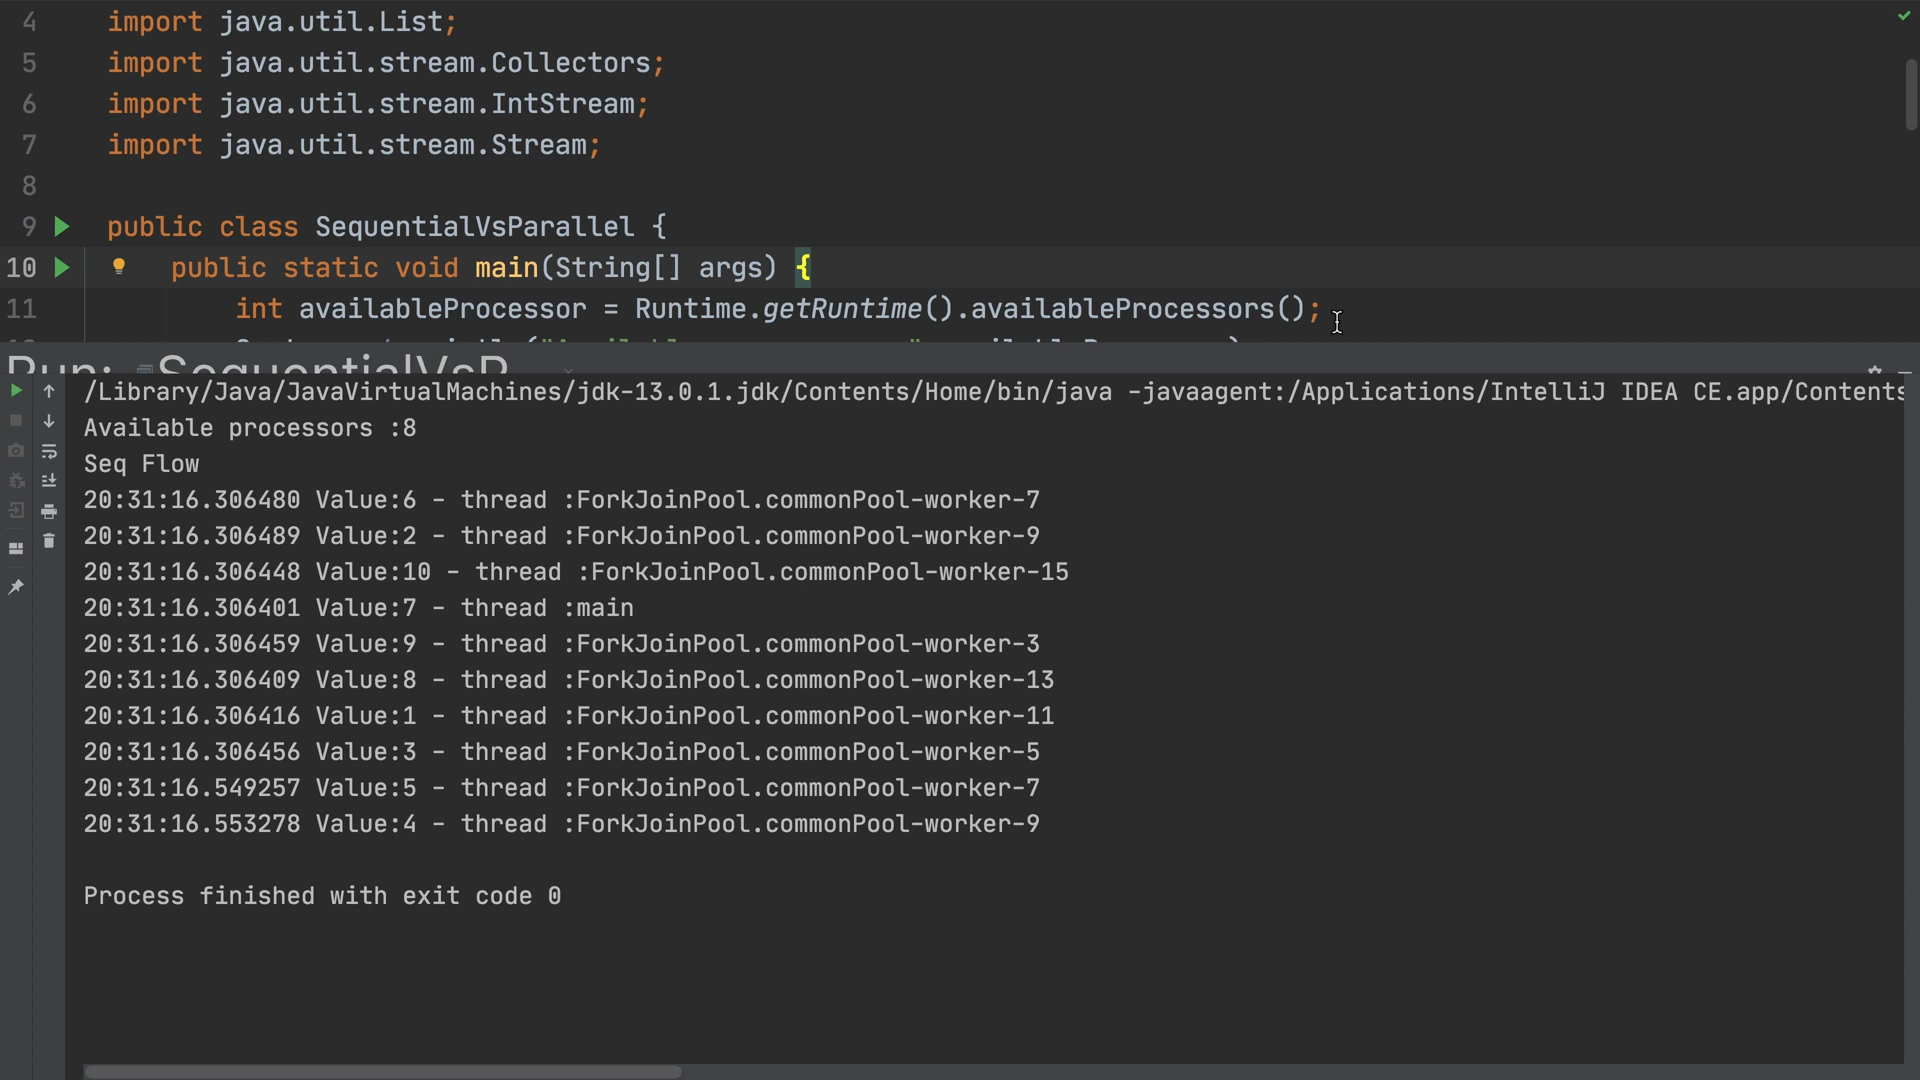 4 import java.util.List;
5 import java.util.stream.Collectors;
6 import java.util.stream.IntStream;
7 import java.util.stream.Stream;
8
9 public class SequentialVsParallel {
10 public static void main(String[] args) {
11 int availableProcessor = Runtime.getRuntime().availableProcessors();
Run: SequentialVsP
/Library/Java/JavaVirtualMachines/jdk-13.0.1.jdk/Contents/Home/bin/java -javaagent:/Applications/IntelliJ IDEA CE.app/Contents
Available processors :8
Seq Flow
20:31:16.306480 Value:6 - thread :ForkJoinPool.commonPool-worker-7
20:31:16.306489 Value:2 - thread :ForkJoinPool.commonPool-worker-9
20:31:16.306448 Value:10 - thread :ForkJoinPool.commonPool-worker-15
20:31:16.306401 Value:7 - thread :main
20:31:16.306459 Value:9 - thread :ForkJoinPool.commonPool-worker-3
20:31:16.306409 Value:8 - thread :ForkJoinPool.commonPool-worker-13
20:31:16.306416 Value:1 - thread :ForkJoinPool.commonPool-worker-11
20:31:16.306456 Value:3 - thread :ForkJoinPool.commonPool-worker-5
20:31:16.549257 Value:5 - thread :ForkJoinPool.commonPool-worker-7
20:31:16.553278 Value:4 - thread :ForkJoinPool.commonPool-worker-9
Process finished with exit code 0